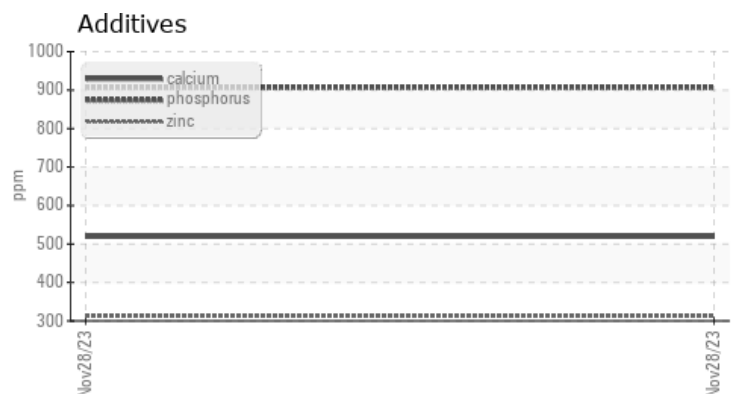 Additives
1000
900
800
700
600
500
400
300
ppm
calcium
phosphorus
zinc
Nov28/23
Nov28/23